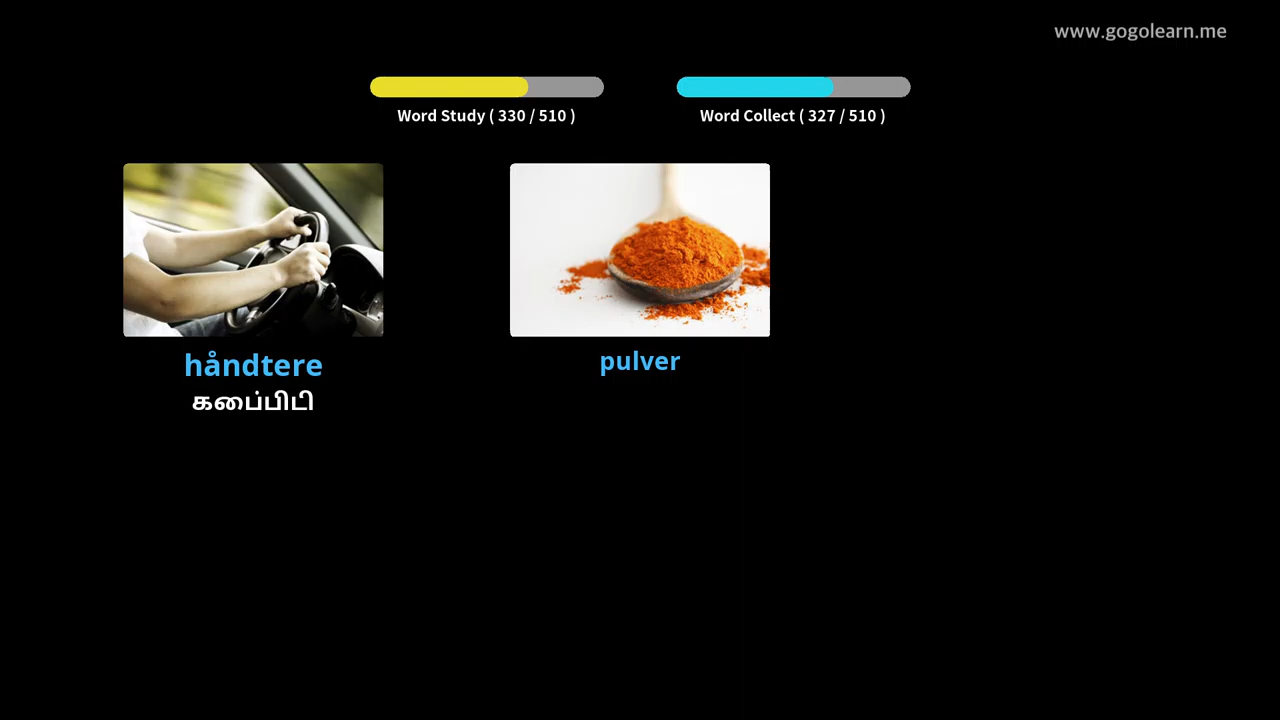 www.gogolearn.me
Word Study ( 330 / 510 )
Word Collect ( 327 / 510 )
håndtere
கைப்பிடி
pulver